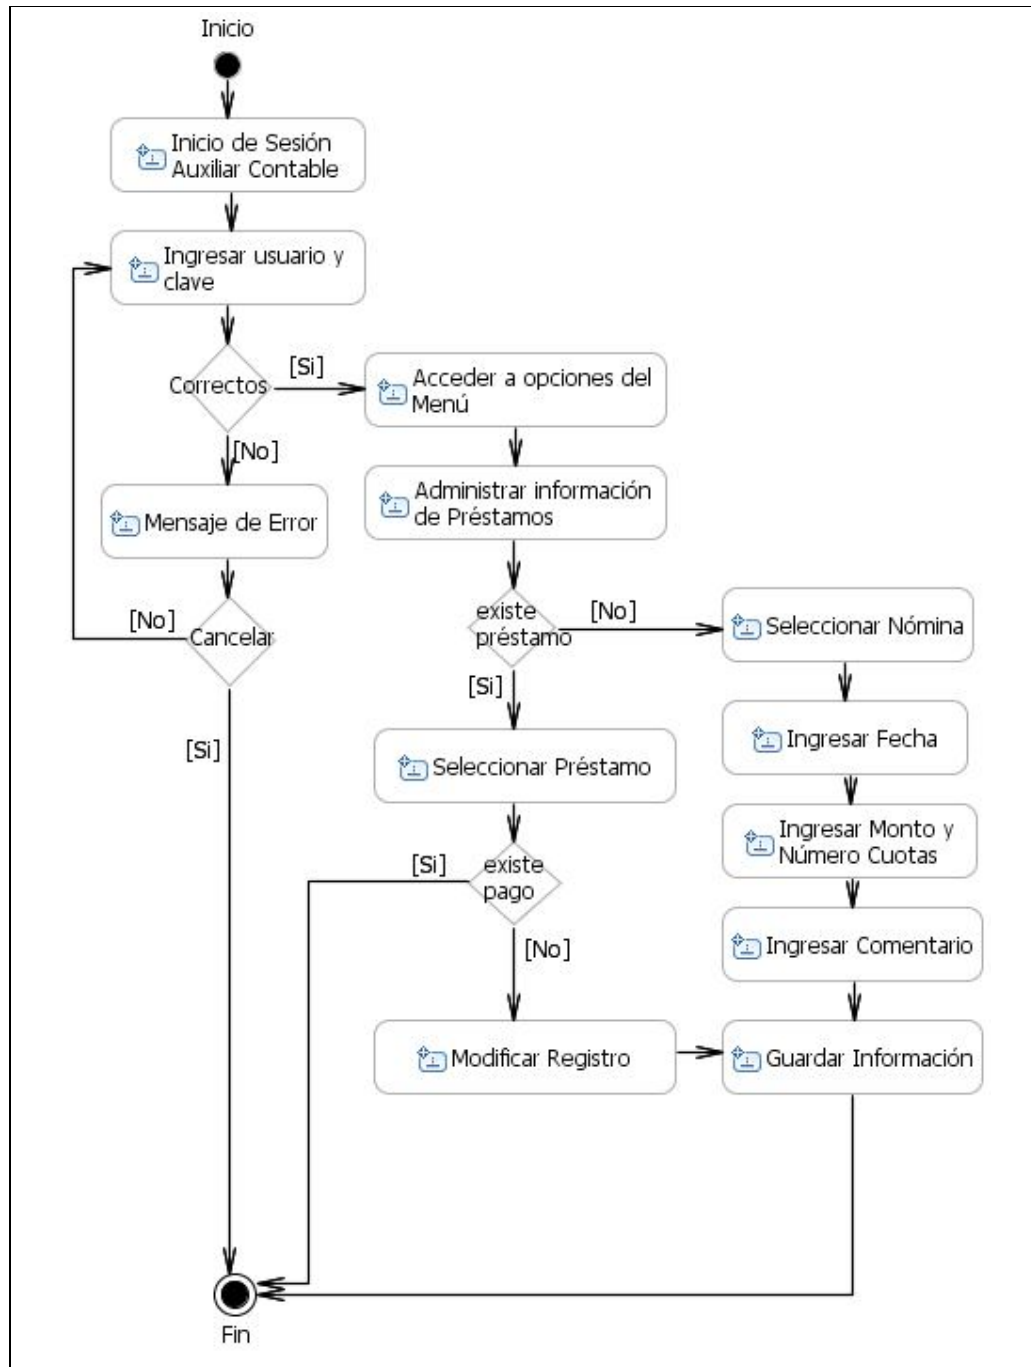 Inicio
Inicio de Sesión
Auxiliar Contable
Ingresar usuario y
clave
Correctos
[Si]
Acceder a opciones del
Menú
[No]
Administrar información
de Préstamos
Mensaje de Error
[No]
Cancelar
existe
préstamo
[No]
Seleccionar Nómina
[Si]
Ingresar Fecha
[Si]
Seleccionar Préstamo
Ingresar Monto y
Número Cuotas
[Si]
existe
pago
[No]
Ingresar Comentario
Modificar Registro
Guardar Información
Fin